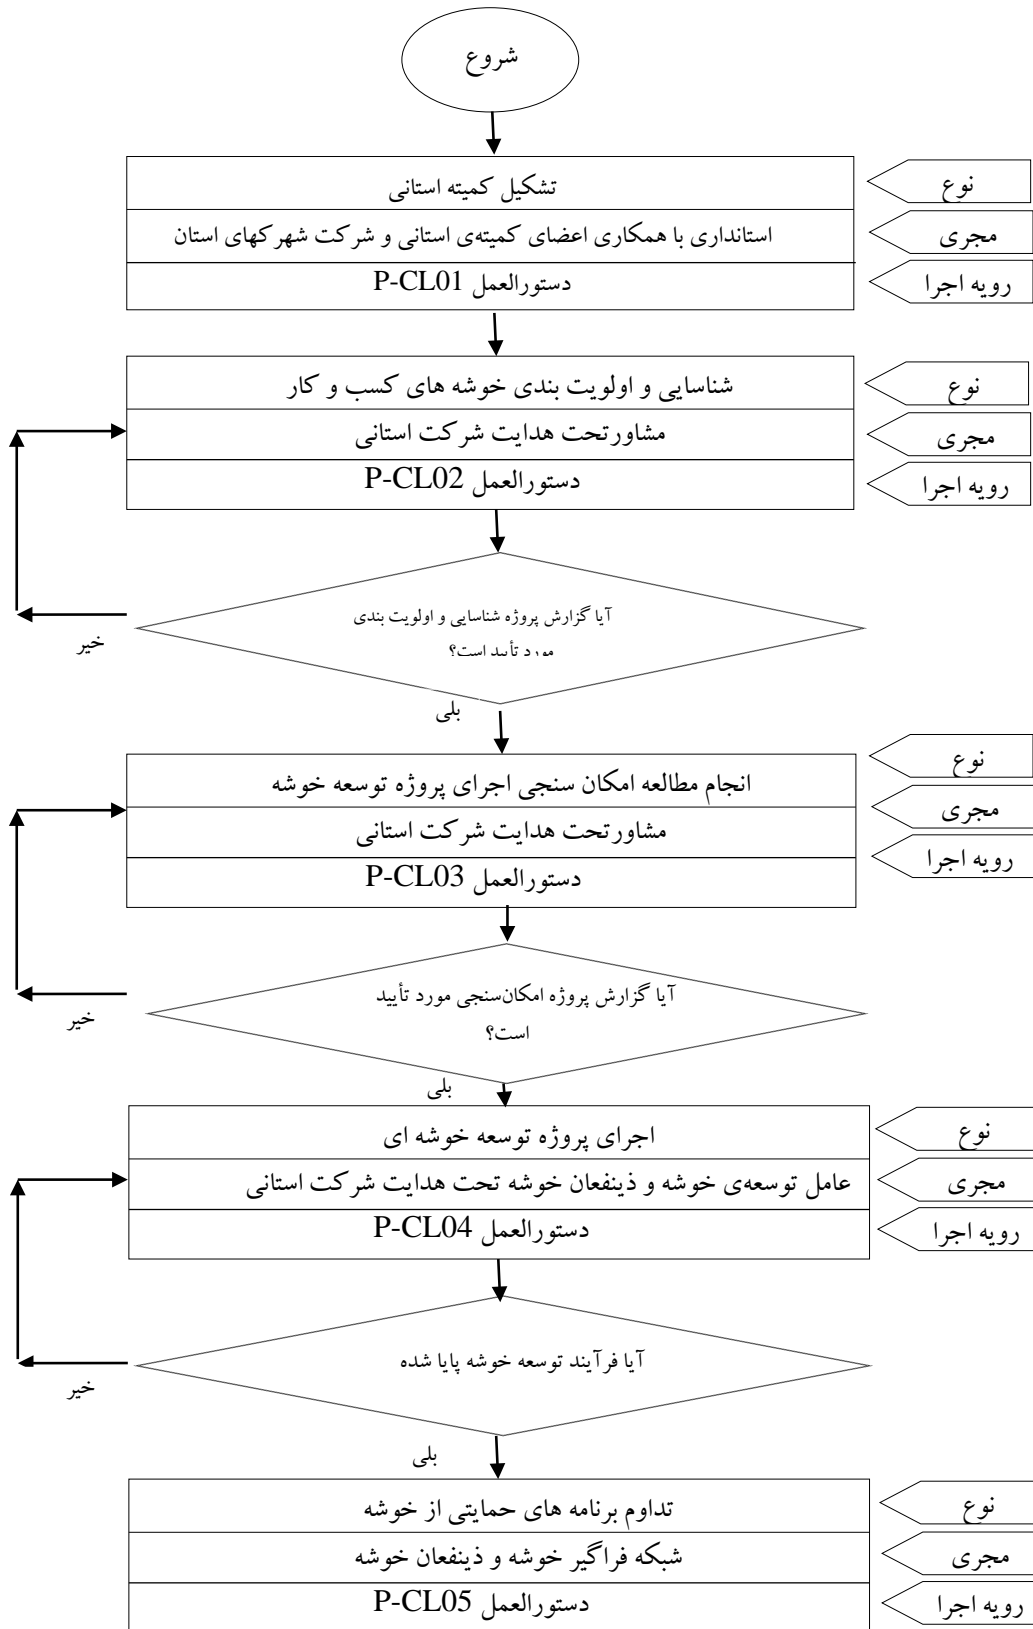 شروع
نوع
تشکیل کمیته استانی
مجری
استانداری با همکاری اعضای کمیته‌ی استانی و شرکت شهرکهای استان
رویه اجرا
دستورالعمل P-CL01
نوع
شناسایی و اولویت بندی خوشه های کسب و کار
مجری
مشاورتحت هدایت شرکت استانی
رویه اجرا
دستورالعمل P-CL02
آیا گزارش پروژه شناسایی و اولویت بندی
مورد تأیید است؟
خیر
بلی
نوع
انجام مطالعه امکان سنجی اجرای پروژه توسعه خوشه
مجری
مشاورتحت هدایت شرکت استانی
رویه اجرا
دستورالعمل P-CL03
آیا گزارش پروژه امکان‌سنجی مورد تأیید
است؟
خیر
بلی
نوع
اجرای پروژه توسعه خوشه ای
مجری
عامل توسعه‌ی خوشه و ذینفعان خوشه تحت هدایت شرکت استانی
رویه اجرا
دستورالعمل P-CL04
آیا فرآیند توسعه خوشه پایا شده
خیر
بلی
نوع
تداوم برنامه های حمایتی از خوشه
مجری
شبکه فراگیر خوشه و ذینفعان خوشه
رویه اجرا
دستورالعمل P-CL05